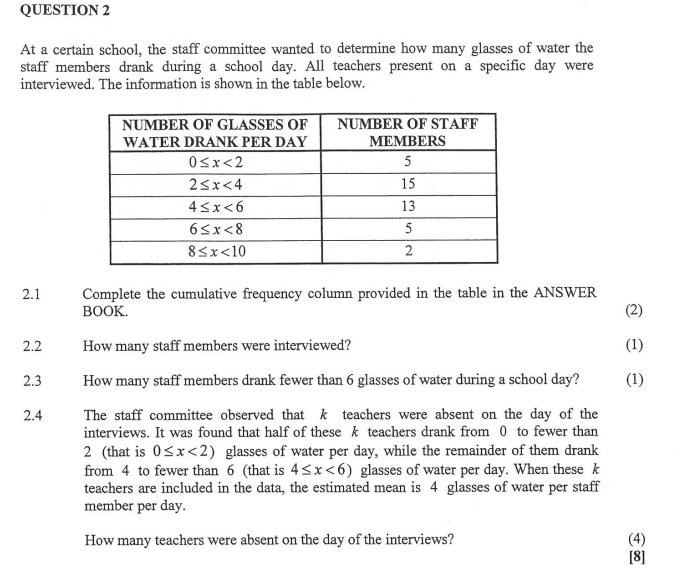 QUESTION 2
At a certain school, the staff committee wanted to determine how many glasses of water the
staff members drank during a school day. All teachers present on a specific day were
interviewed. The information is shown in the table below.
NUMBER OF GLASSES OF WATER DRANK PER DAY NUMBER OF STAFF MEMBERS
0 ≤ x < 2 5
2 ≤ x < 4 15
4 ≤ x < 6 13
6 ≤ x < 8 5
8 ≤ x < 10 2
2.1 Complete the cumulative frequency column provided in the table in the ANSWER
BOOK. (2)
2.2 How many staff members were interviewed? (1)
2.3 How many staff members drank fewer than 6 glasses of water during a school day? (1)
2.4 The staff committee observed that k teachers were absent on the day of the
interviews. It was found that half of these k teachers drank from 0 to fewer than
2 (that is 0 ≤ x < 2) glasses of water per day, while the remainder of them drank
from 4 to fewer than 6 (that is 4 ≤ x < 6) glasses of water per day. When these k
teachers are included in the data, the estimated mean is 4 glasses of water per staff
member per day.
How many teachers were absent on the day of the interviews? (4)
[8]